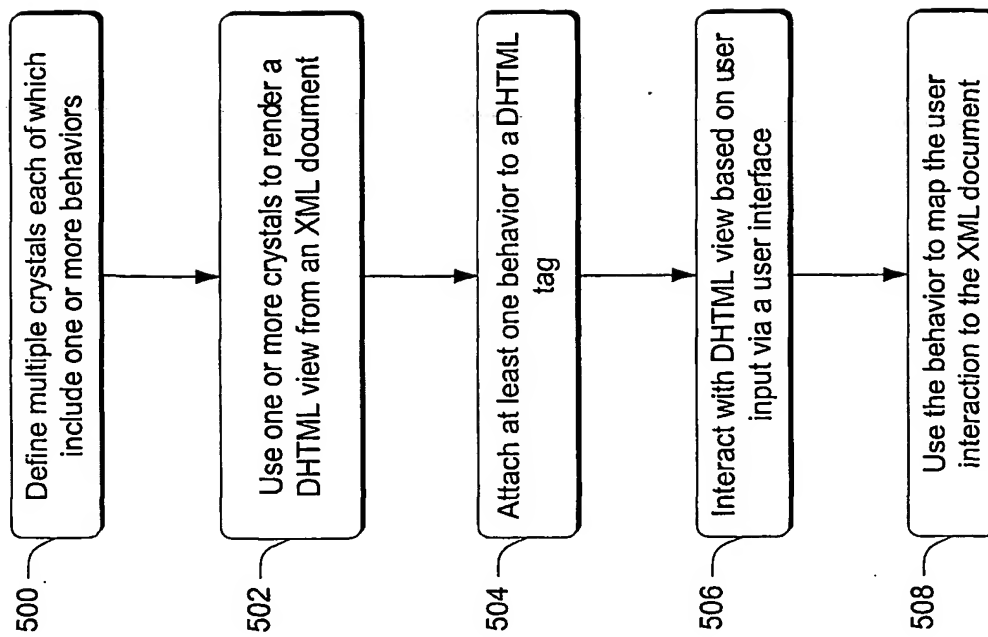 500
Define multiple crystals each of which
include one or more behaviors
502
Use one or more crystals to render a
DHTML view from an XML document
504
Attach at least one behavior to a DHTML
tag
506
Interact with DHTML view based on user
input via a user interface
508
Use the behavior to map the user
interaction to the XML document